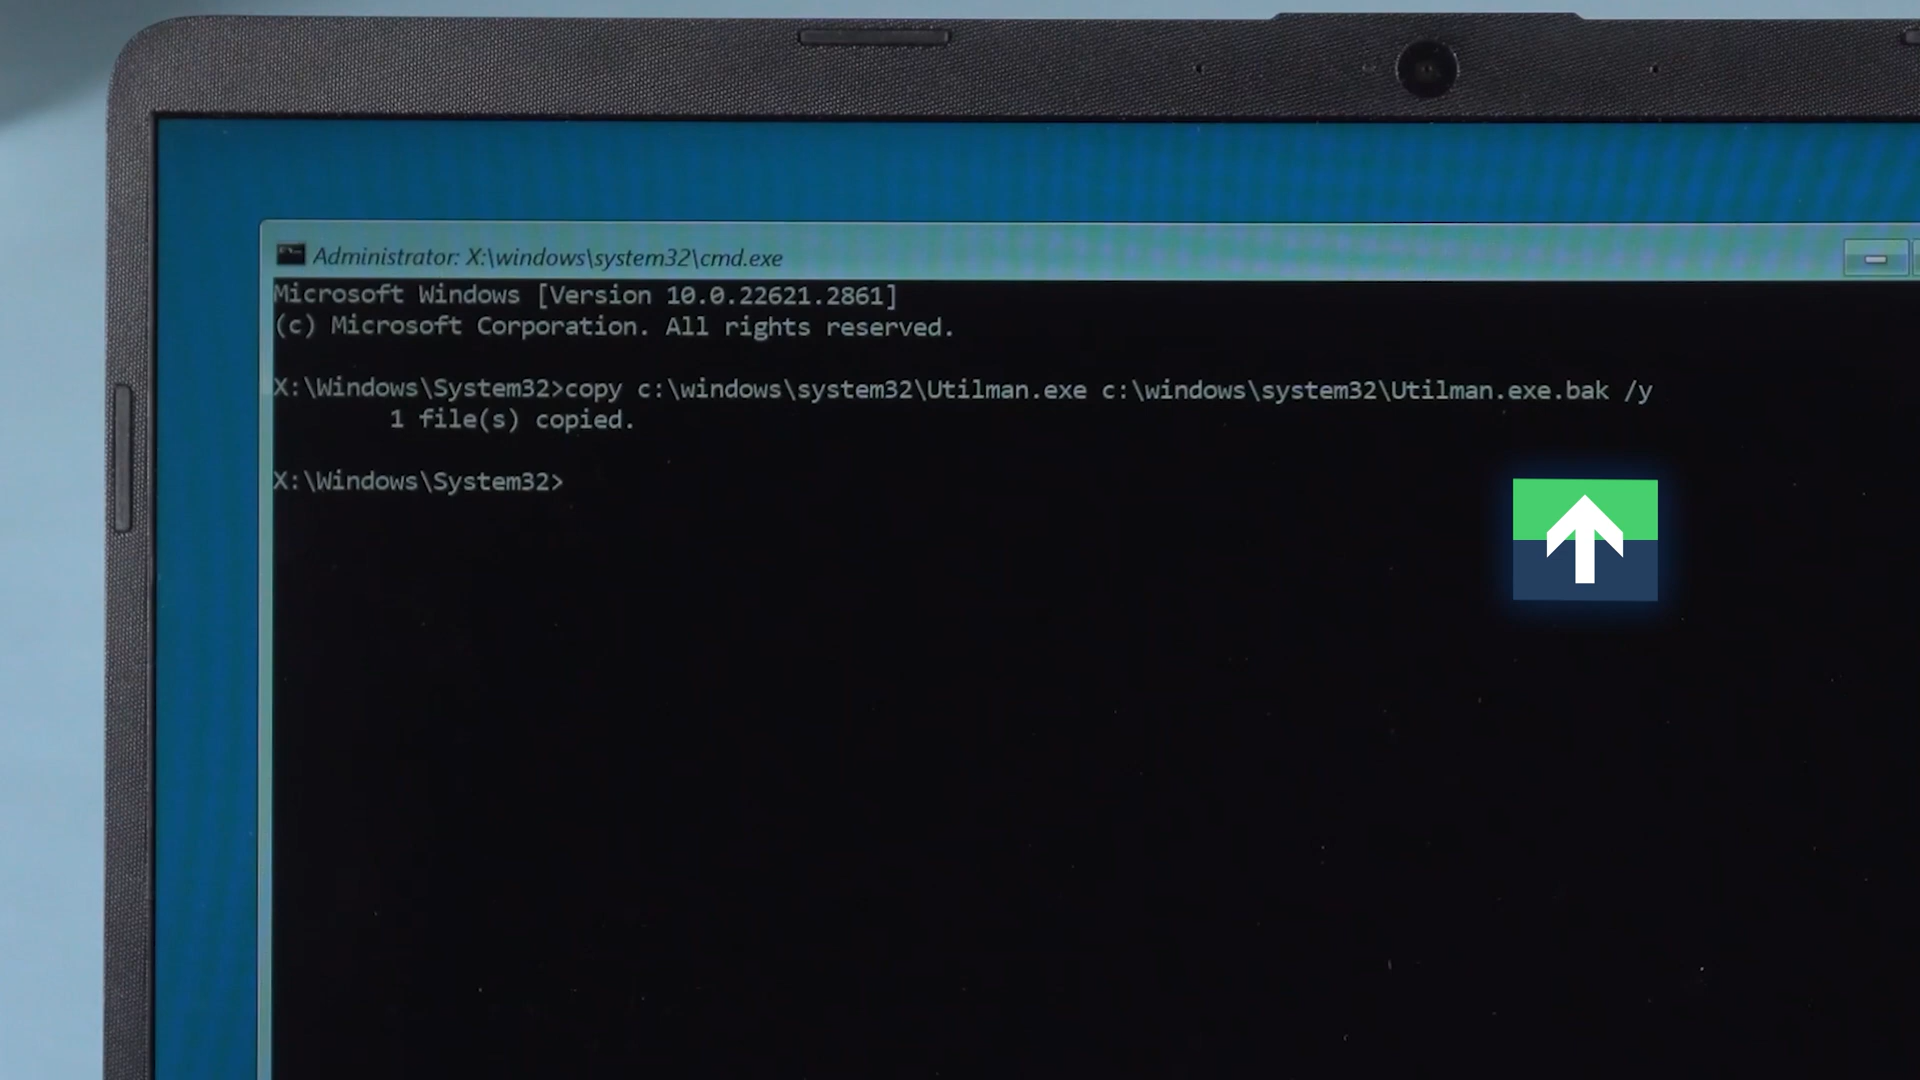 Administrator: X:\windows\system32\cmd.exe
Microsoft Windows [Version 10.0.22621.2861]
(c) Microsoft Corporation. All rights reserved.
X:\Windows\System32>copy c:\windows\system32\Utilman.exe c:\windows\system32\Utilman.exe.bak /y
1 file(s) copied.
X:\Windows\System32>